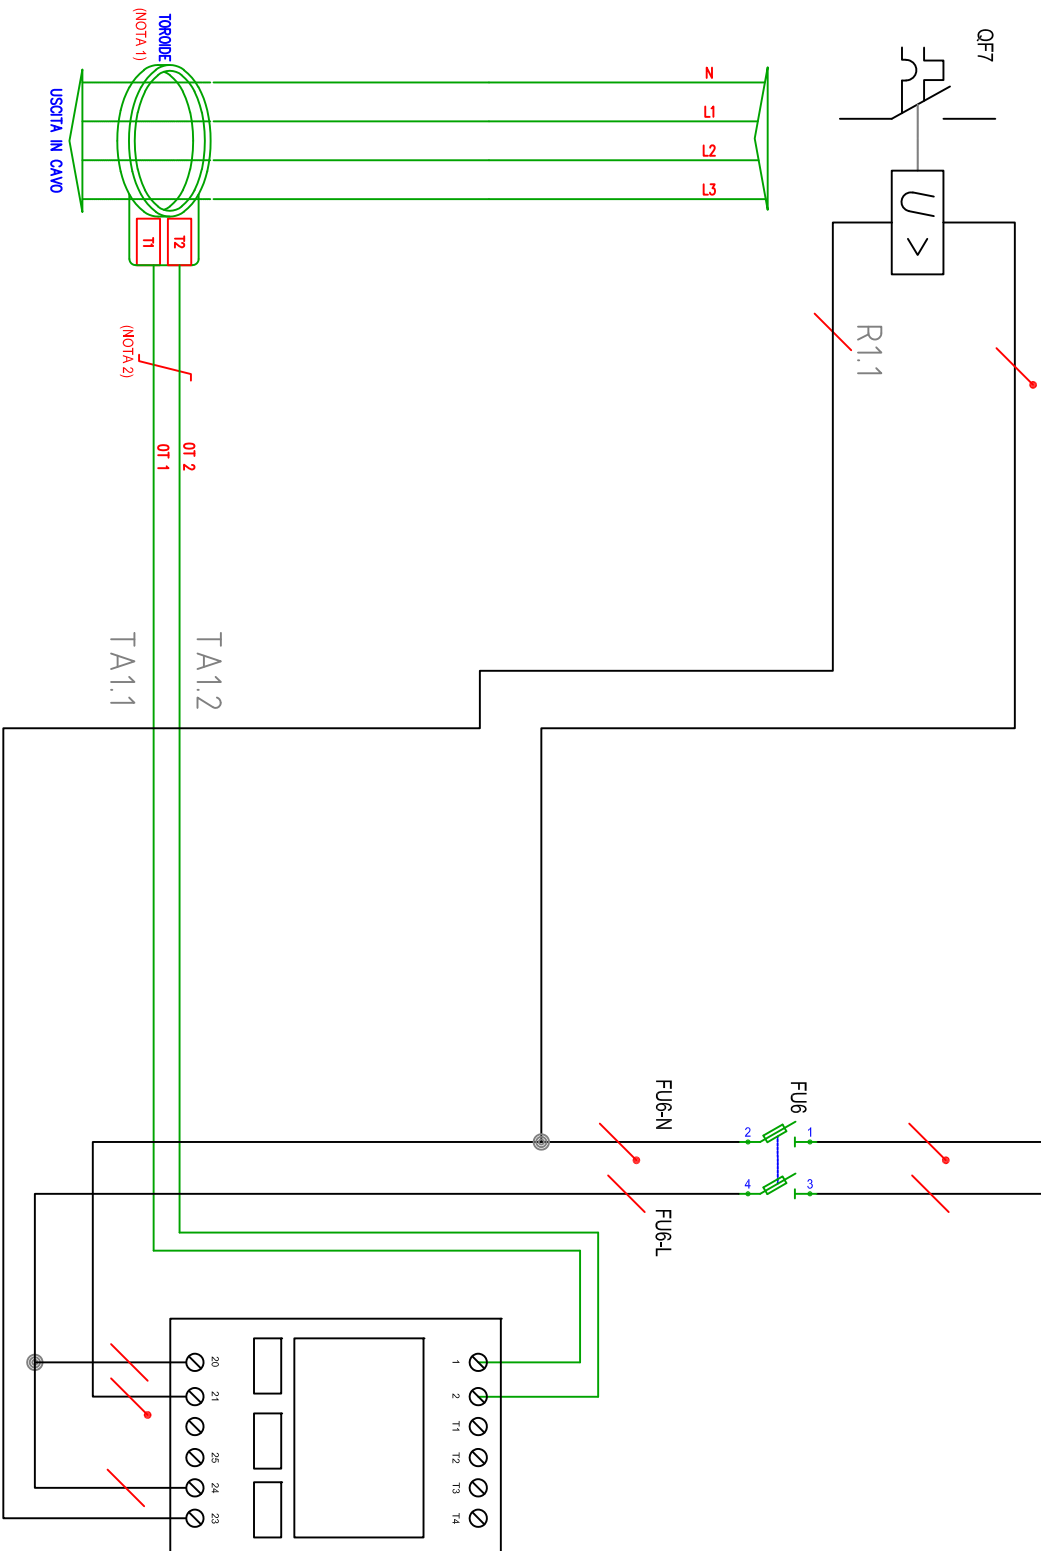 QF7
TOROIDE
(NOTA 1)
N
L1
L2
L3
USCITA IN CAVO
U >
T1
T2
R1.1
(NOTA 2)
0T 2
0T 1
TA1.2
TA1.1
FU6-N
FU6
2
1
4
3
FU6-L
20
21
25
24
23
1
2
T1
T2
T3
T4